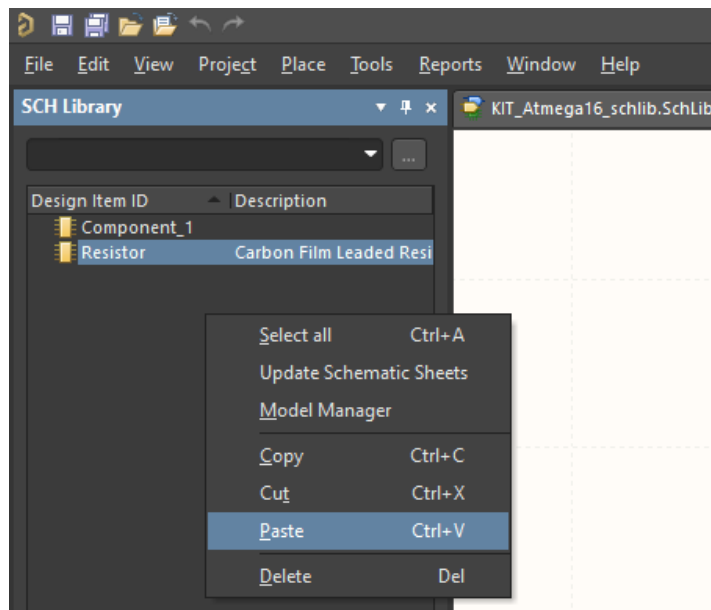 File Edit View Project Place Tools Reports Window Help
SCH Library
KIT_Atmega16_schlib.SchLib
...
Design Item ID Description
Component_1
Resistor Carbon Film Leaded Resi
Select all Ctrl+A
Update Schematic Sheets
Model Manager
Copy Ctrl+C
Cut Ctrl+X
Paste Ctrl+V
Delete Del